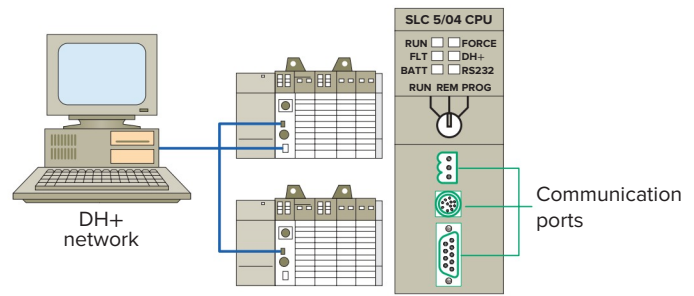 SLC 5/04 CPU
RUN FORCE
FLT DH+
BATT RS232
RUN REM PROG
Communication
ports
DH+
network